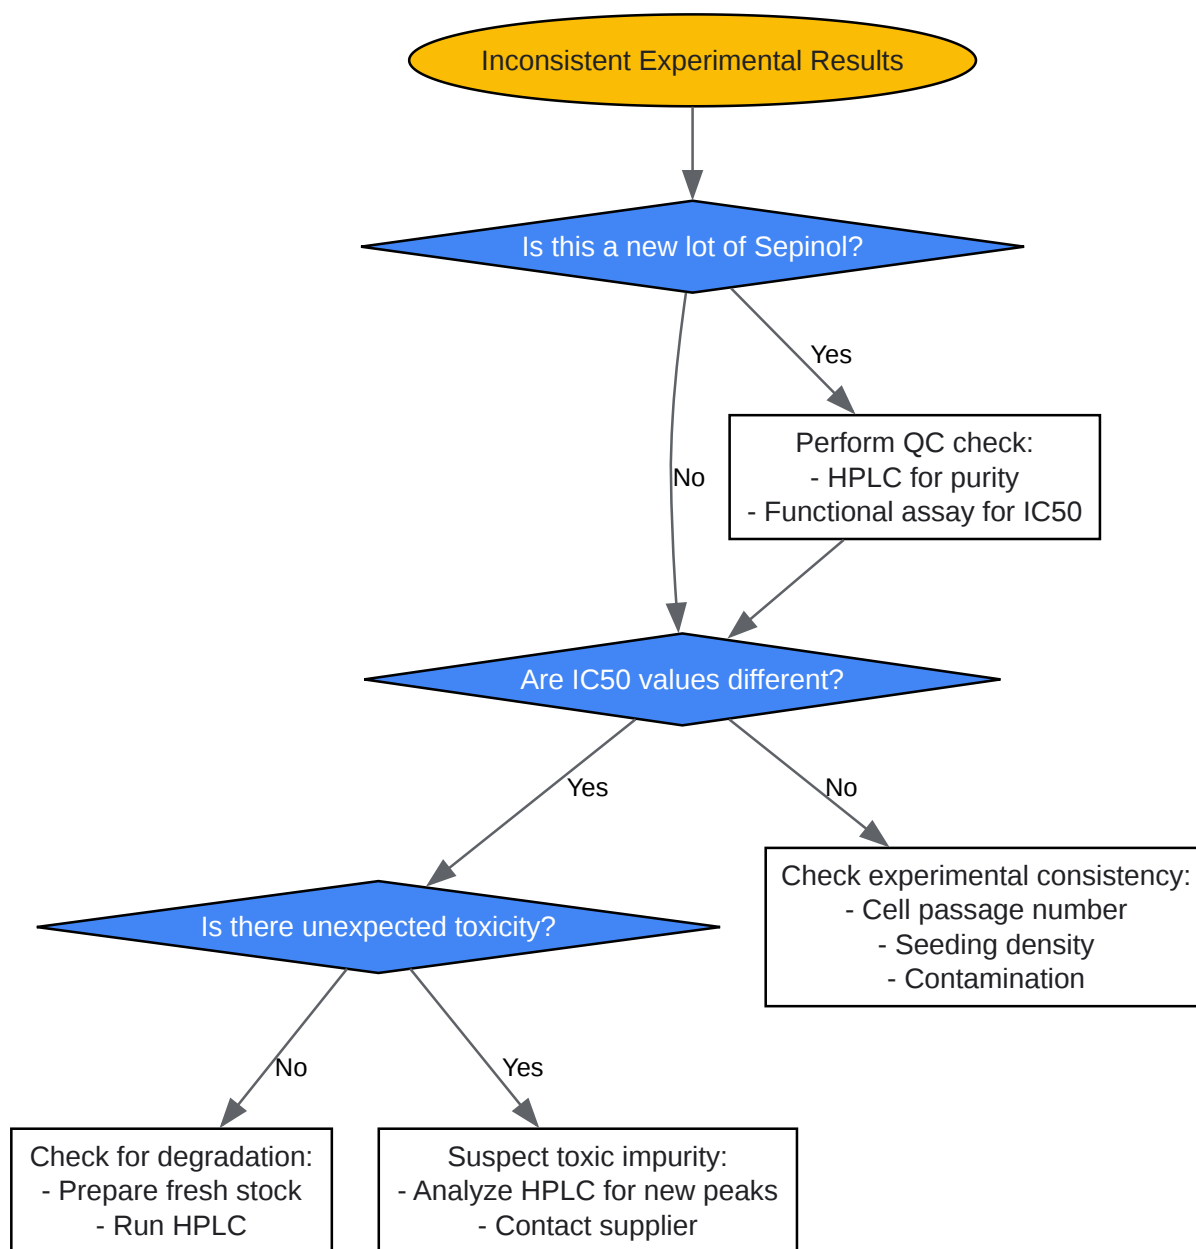 Inconsistent Experimental Results
Is this a new lot of Sepinol?
Yes
Perform QC check:
- HPLC for purity
- Functional assay for IC50
No
Are IC50 values different?
Yes
No
Check experimental consistency:
- Cell passage number
- Seeding density
- Contamination
Is there unexpected toxicity?
No
Yes
Check for degradation:
- Prepare fresh stock
- Run HPLC
Suspect toxic impurity:
- Analyze HPLC for new peaks
- Contact supplier